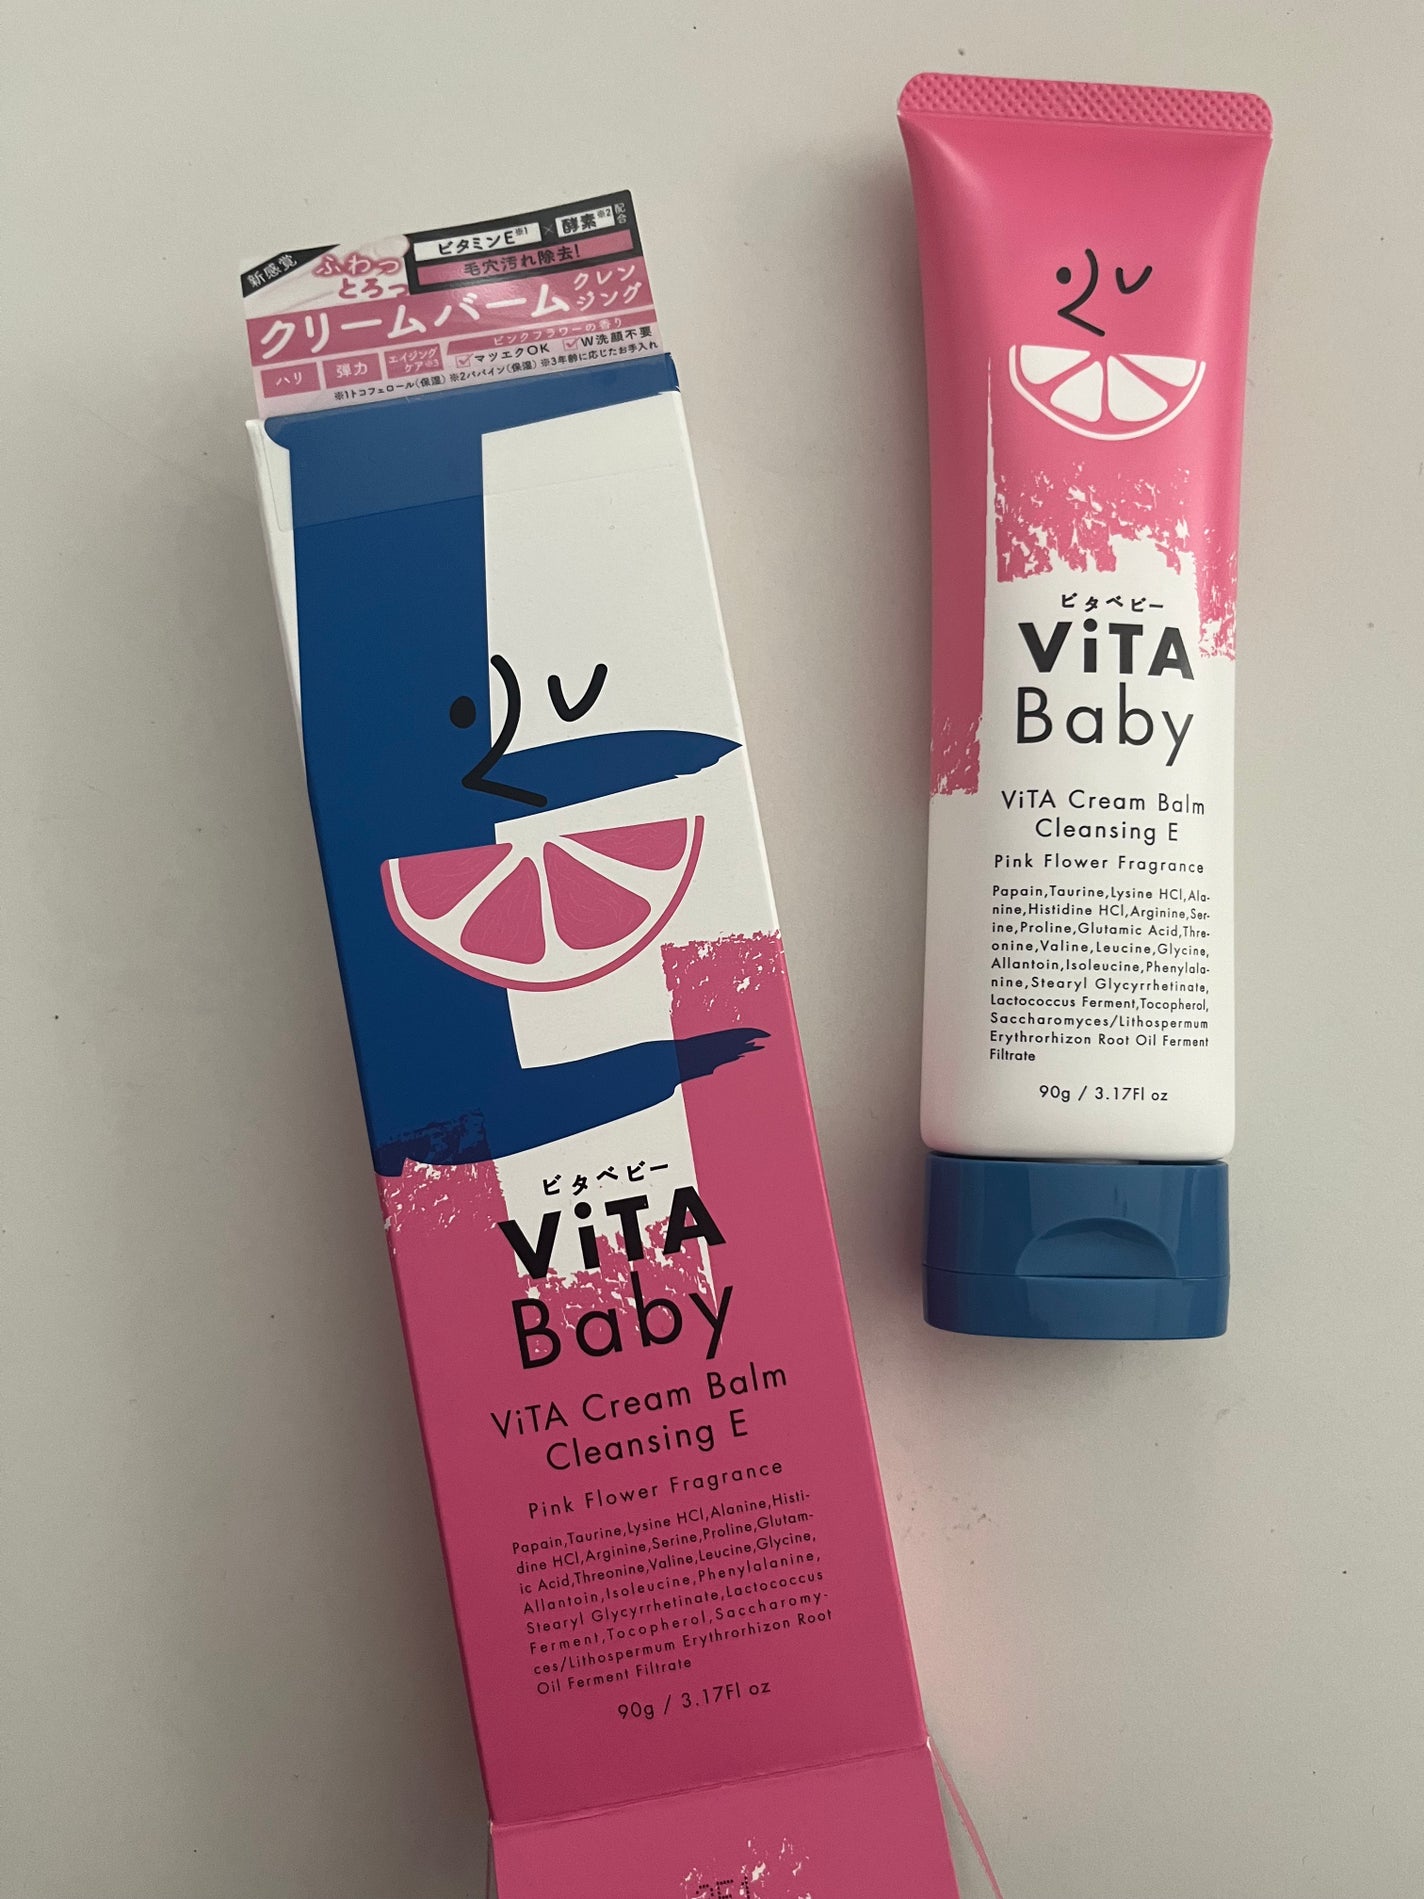 新感覚
ふわっ
とろっ
ビタミンE※1 × 酵素※2 配合
毛穴汚れ除去!
クリームバーム クレンジング
ピンクフラワーの香り
ハリ 弾力 エイジングケア※3 マツエクOK W洗顔不要
※1トコフェロール(保湿) ※2パパイン(保湿) ※3年齢に応じたお手入れ
ビタベビー
ViTA
Baby
ViTA Cream Balm
Cleansing E
Pink Flower Fragrance
Papain,Taurine,Lysine HCl,Alanine,Histi-
dine HCl,Arginine,Serine,Proline,Glutam-
ic Acid,Threonine,Valine,Leucine,Glycine,
Allantoin,Isoleucine,Phenylalanine,
Stearyl Glycyrrhetinate,Lactococcus
Ferment,Tocopherol,Saccharomy-
ces/Lithospermum Erythrorhizon Root
Oil Ferment Filtrate
90g / 3.17Fl oz
ビタベビー
ViTA
Baby
ViTA Cream Balm
Cleansing E
Pink Flower Fragrance
Papain,Taurine,Lysine HCl,Ala-
nine,Histidine HCl,Arginine,Ser-
ine,Proline,Glutamic Acid,Thre-
onine,Valine,Leucine,Glycine,
Allantoin,Isoleucine,Phenylala-
nine,Stearyl Glycyrrhetinate,
Lactococcus Ferment,Tocopherol,
Saccharomyces/Lithospermum
Erythrorhizon Root Oil Ferment
Filtrate
90g / 3.17Fl oz